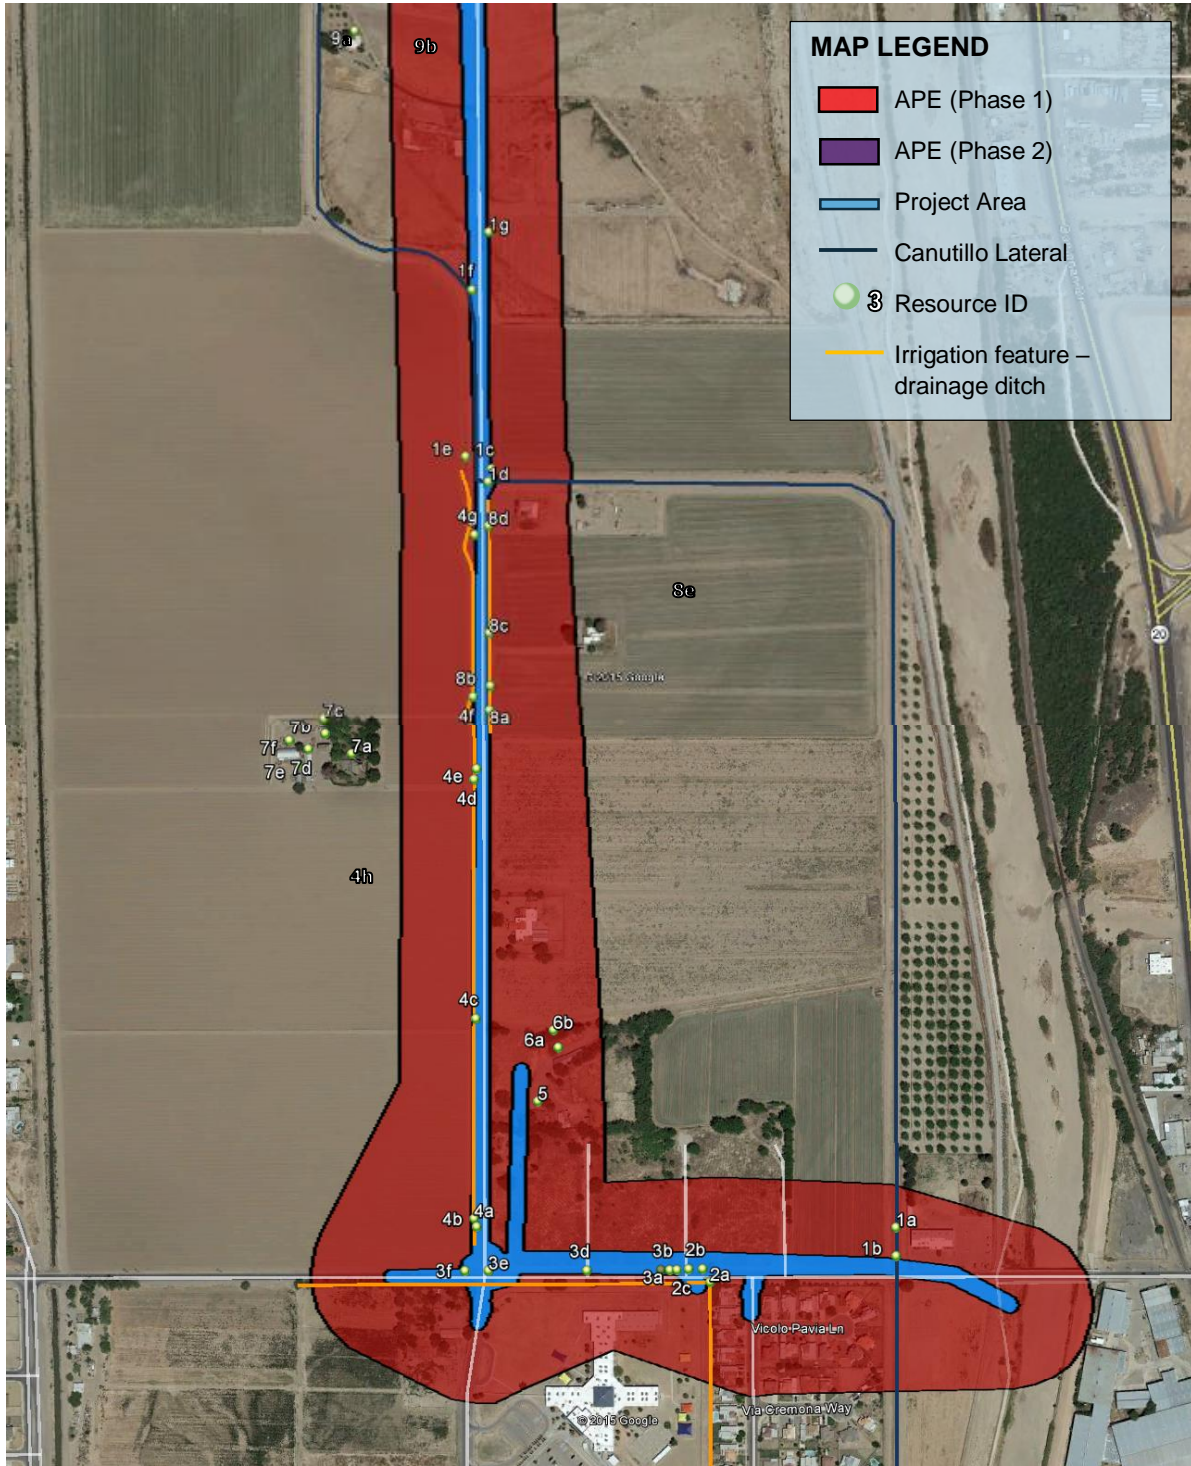 9a
9b
MAP LEGEND
APE (Phase 1)
APE (Phase 2)
Project Area
Canutillo Lateral
3 Resource ID
Irrigation feature –
drainage ditch
1g
1f
1e
1c
1d
4g
8d
8e
8c
20
© 2015 Google
8b
4f
8a
7c
7b
7f
7a
7e
7d
4e
4d
4h
4c
6b
6a
5
4b
4a
1a
3d
3b
2b
1b
3f
3e
3a
2a
2c
Vicolo Pavia Ln
Via Cremona Way
© 2015 Google